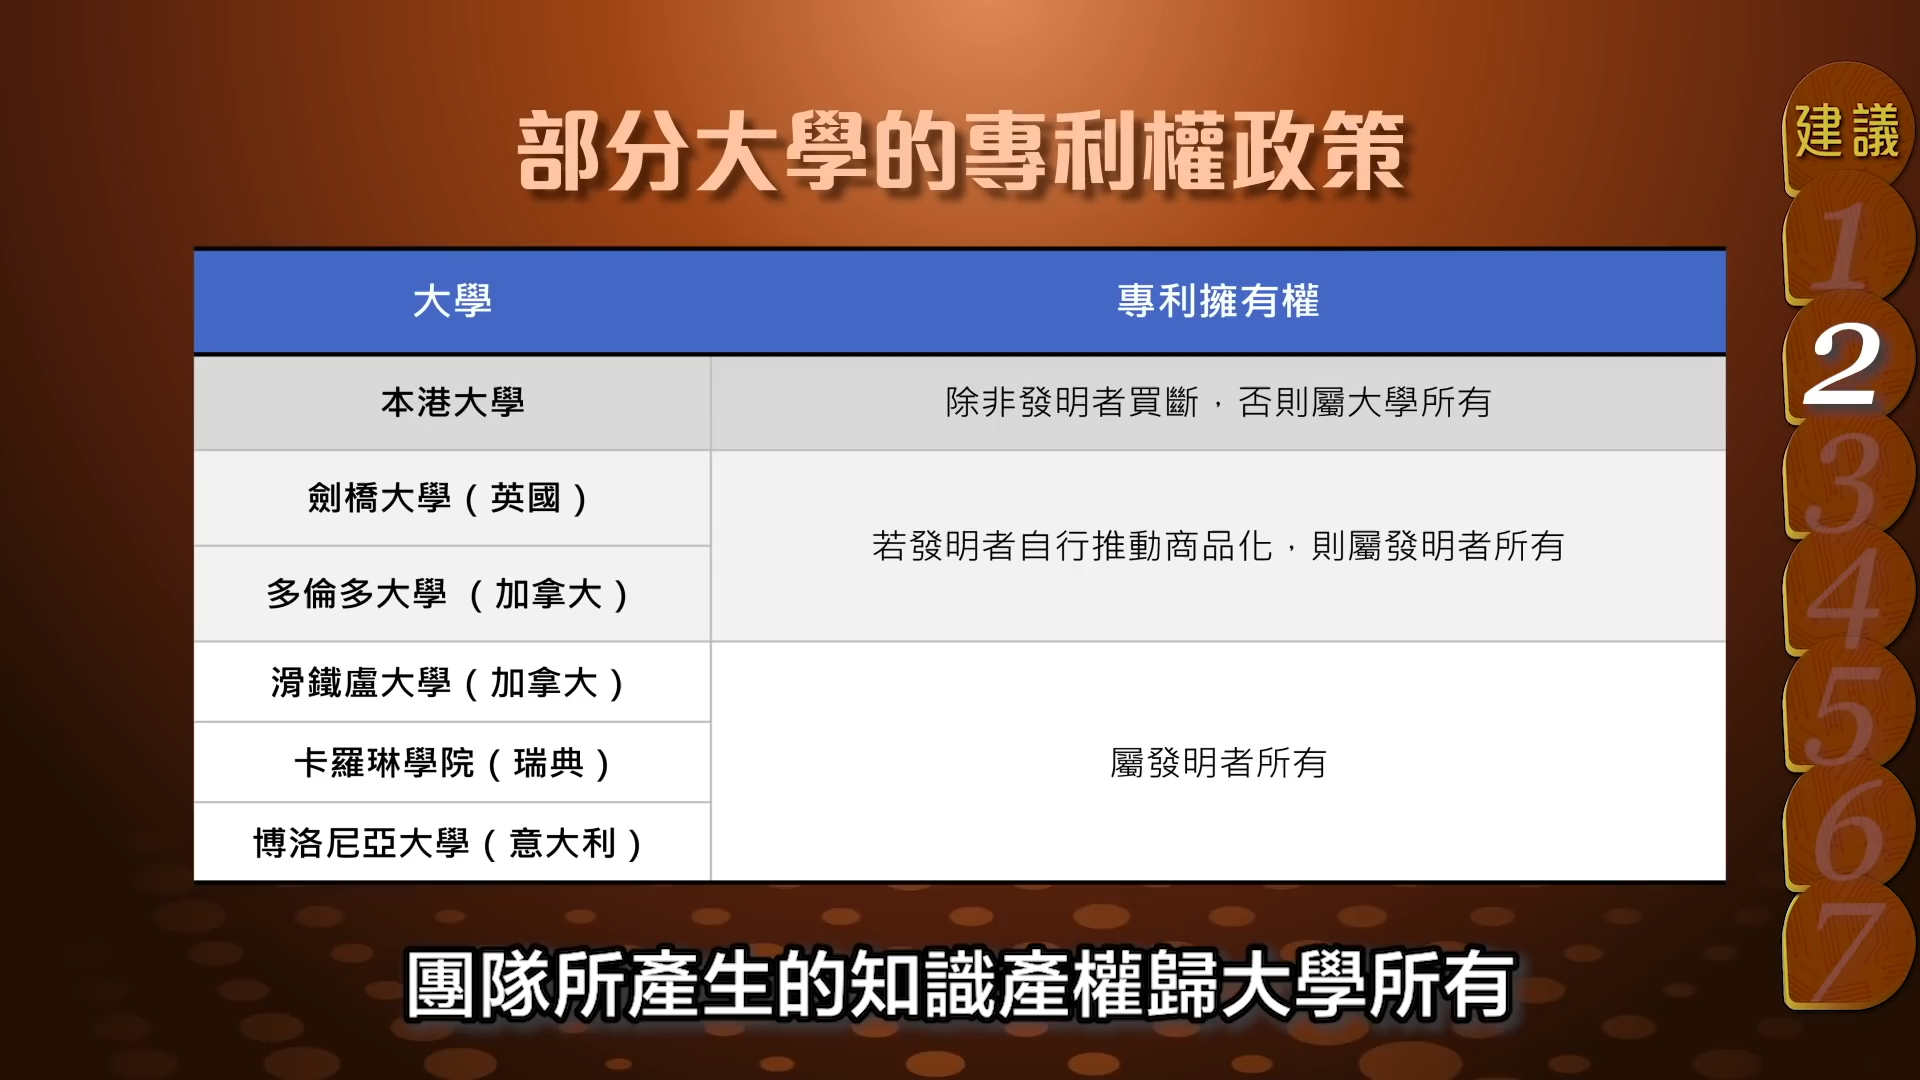 部分大學的專利權政策
大學
專利擁有權
本港大學
除非發明者買斷，否則屬大學所有
劍橋大學（英國）
若發明者自行推動商品化，則屬發明者所有
多倫多大學（加拿大）
滑鐵盧大學（加拿大）
卡羅琳學院（瑞典）
屬發明者所有
博洛尼亞大學（意大利）
團隊所產生的知識產權歸大學所有
建議
1
2
3
4
5
6
7